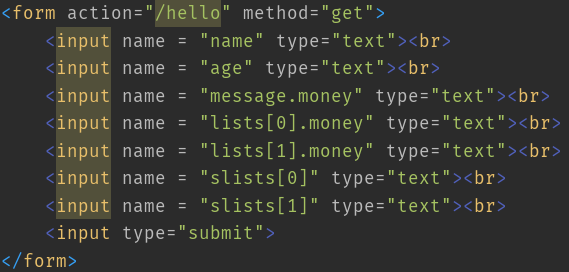 <form action="/hello" method="get">
<input name = "name" type="text"><br>
<input name = "age" type="text"><br>
<input name = "message.money" type="text"><br>
<input name = "lists[0].money" type="text"><br>
<input name = "lists[1].money" type="text"><br>
<input name = "slists[0]" type="text"><br>
<input name = "slists[1]" type="text"><br>
<input type="submit">
</form>